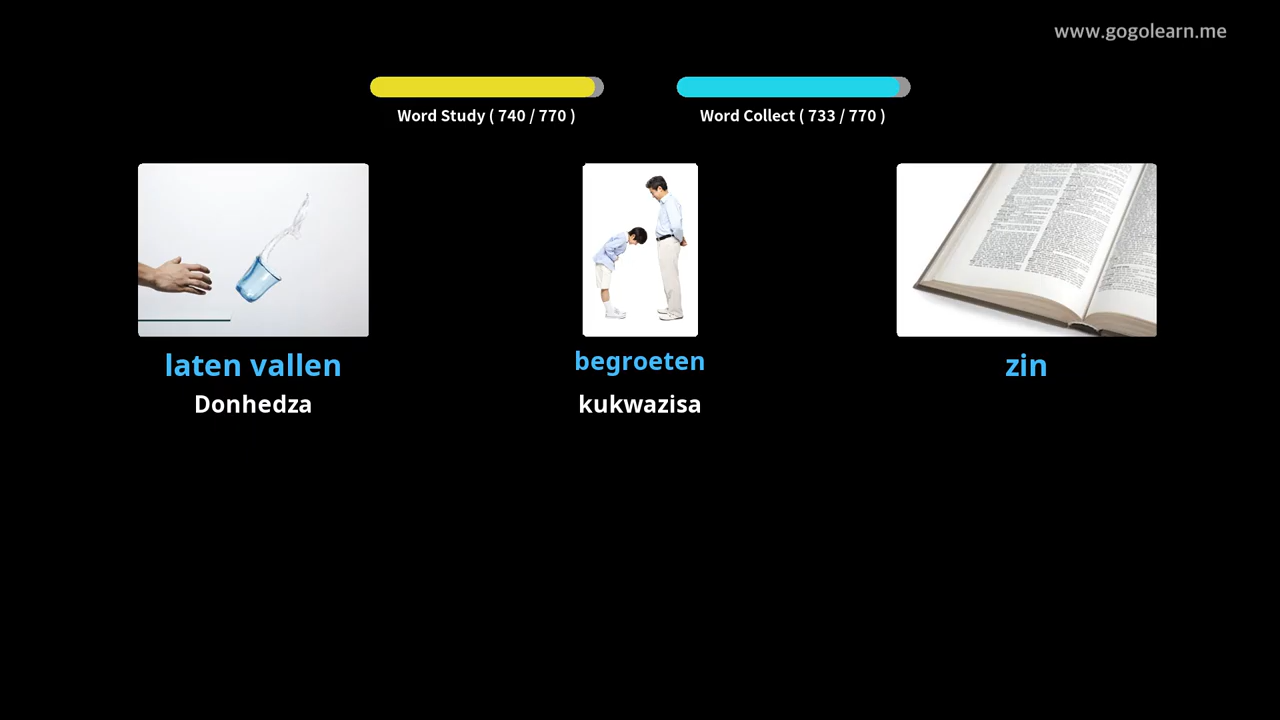 www.gogolearn.me
Word Study ( 740 / 770 )
Word Collect ( 733 / 770 )
laten vallen
begroeten
zin
Donhedza
kukwazisa